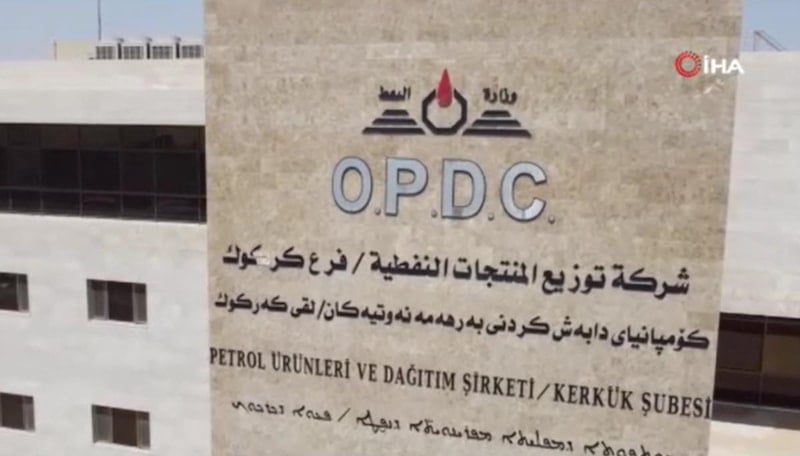 İHA
وزارة النفط
O.P.D.C.
شركة توزيع المنتجات النفطية / فرع كركوك
كۆمپانیای دابەش کردنی بەرهەمە نەوتیەکان/ لقی کەرکوک
PETROL ÜRÜNLERİ VE DAĞITIM ŞİRKETİ/KERKÜK ŞUBESİ